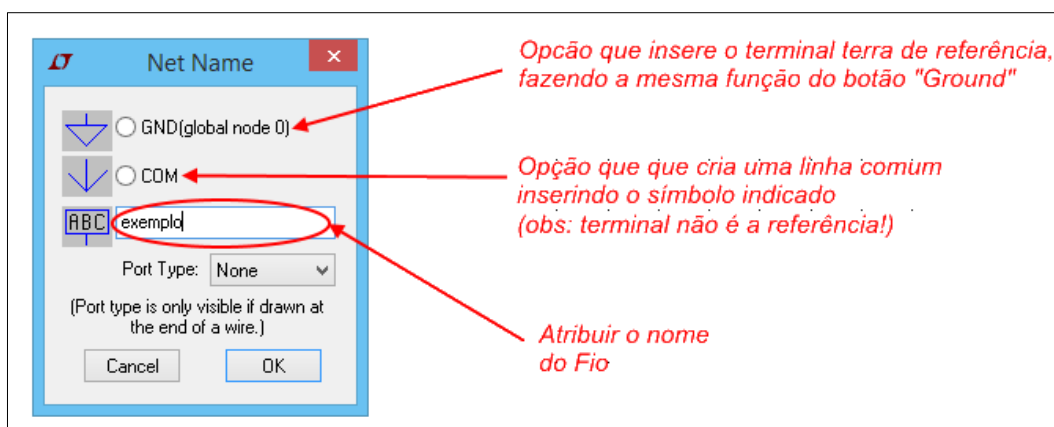 Net Name
Opcão que insere o terminal terra de referência,
fazendo a mesma função do botão "Ground"
GND(global node 0)
COM
Opção que que cria uma linha comum
inserindo o símbolo indicado
(obs: terminal não é a referência!)
ABC
exemplo
Port Type: None
(Port type is only visible if drawn at
the end of a wire.)
Atribuir o nome
do Fio
Cancel
OK